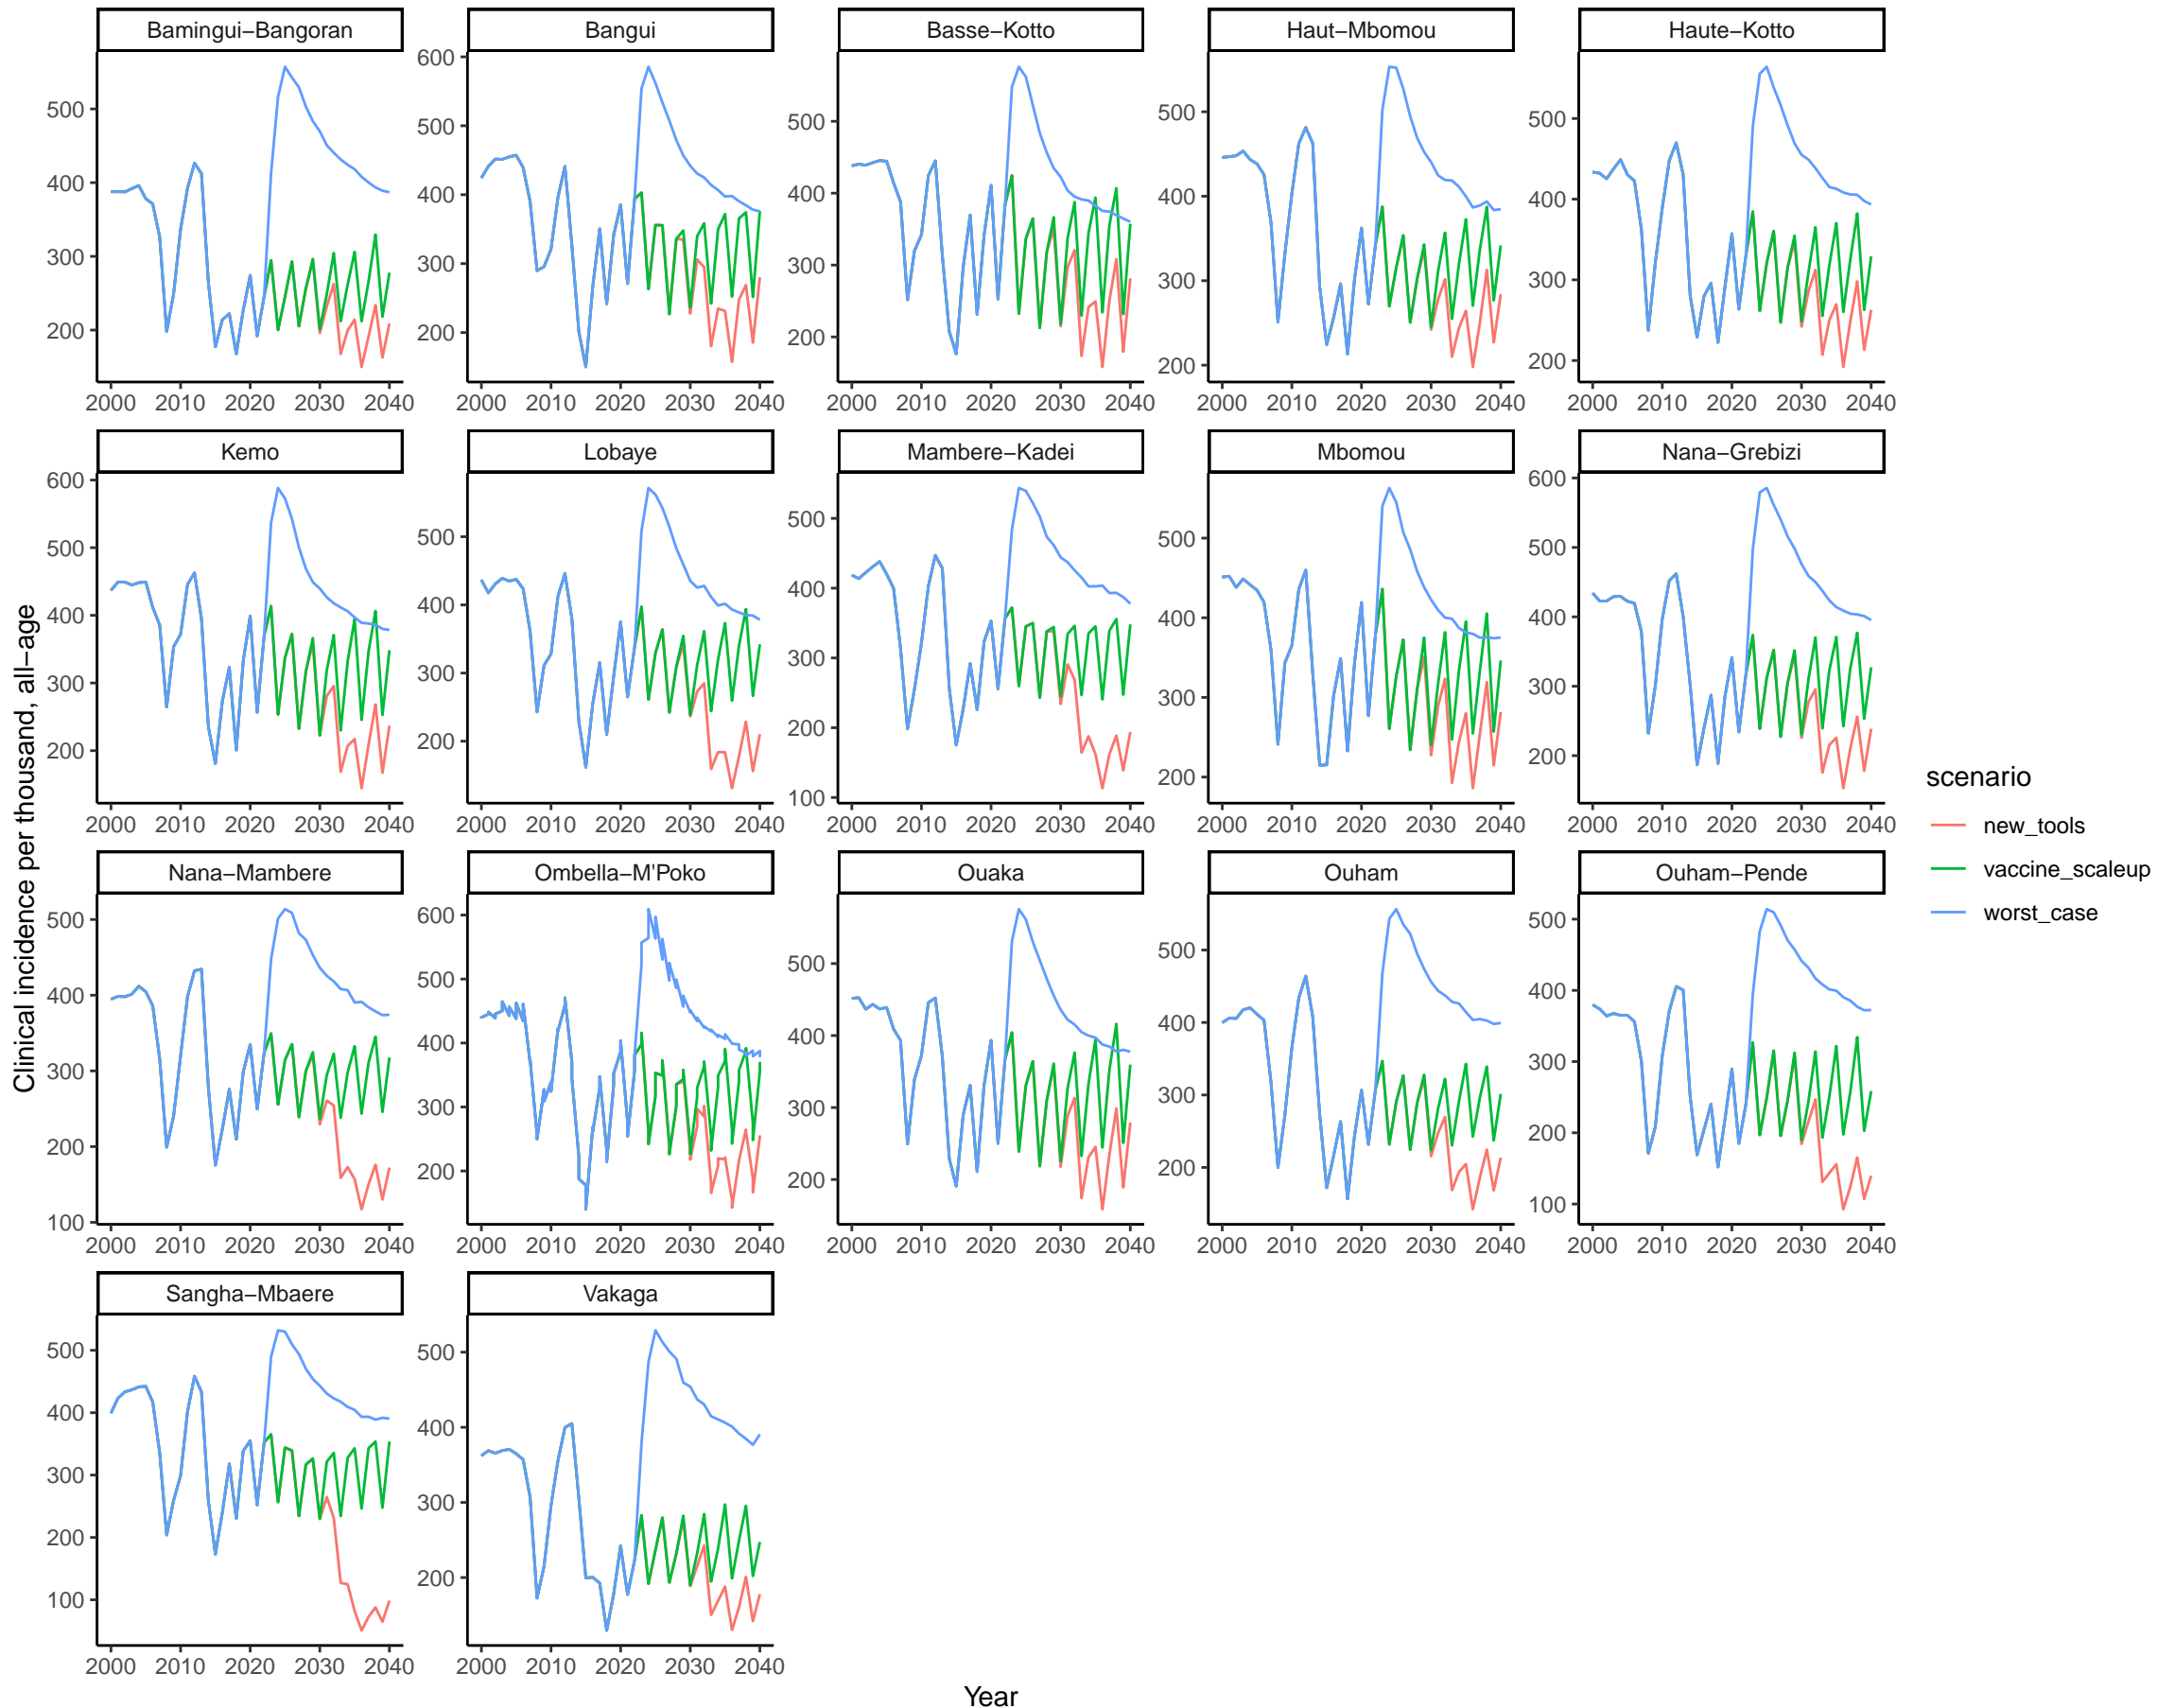 Bamingui−Bangoran
Bangui
Basse−Kotto
Haut−Mbomou
Haute−Kotto
500
400
300
200
600
500
400
300
200
500
400
300
200
500
400
300
200
500
400
300
200
2000 2010 2020 2030 2040
2000 2010 2020 2030 2040
2000 2010 2020 2030 2040
2000 2010 2020 2030 2040
2000 2010 2020 2030 2040
Kemo
Lobaye
Mambere−Kadei
Mbomou
Nana−Grebizi
600
500
400
300
200
500
400
300
200
500
400
300
200
100
500
400
300
200
600
500
400
300
200
2000 2010 2020 2030 2040
2000 2010 2020 2030 2040
2000 2010 2020 2030 2040
2000 2010 2020 2030 2040
2000 2010 2020 2030 2040
Nana−Mambere
Ombella−M'Poko
Ouaka
Ouham
Ouham−Pende
500
400
300
200
100
600
500
400
300
200
500
400
300
200
500
400
300
200
500
400
300
200
100
2000 2010 2020 2030 2040
2000 2010 2020 2030 2040
2000 2010 2020 2030 2040
2000 2010 2020 2030 2040
2000 2010 2020 2030 2040
Sangha−Mbaere
Vakaga
500
400
300
200
100
500
400
300
200
2000 2010 2020 2030 2040
2000 2010 2020 2030 2040
Year
Clinical incidence per thousand, all−age
scenario
new_tools
vaccine_scaleup
worst_case